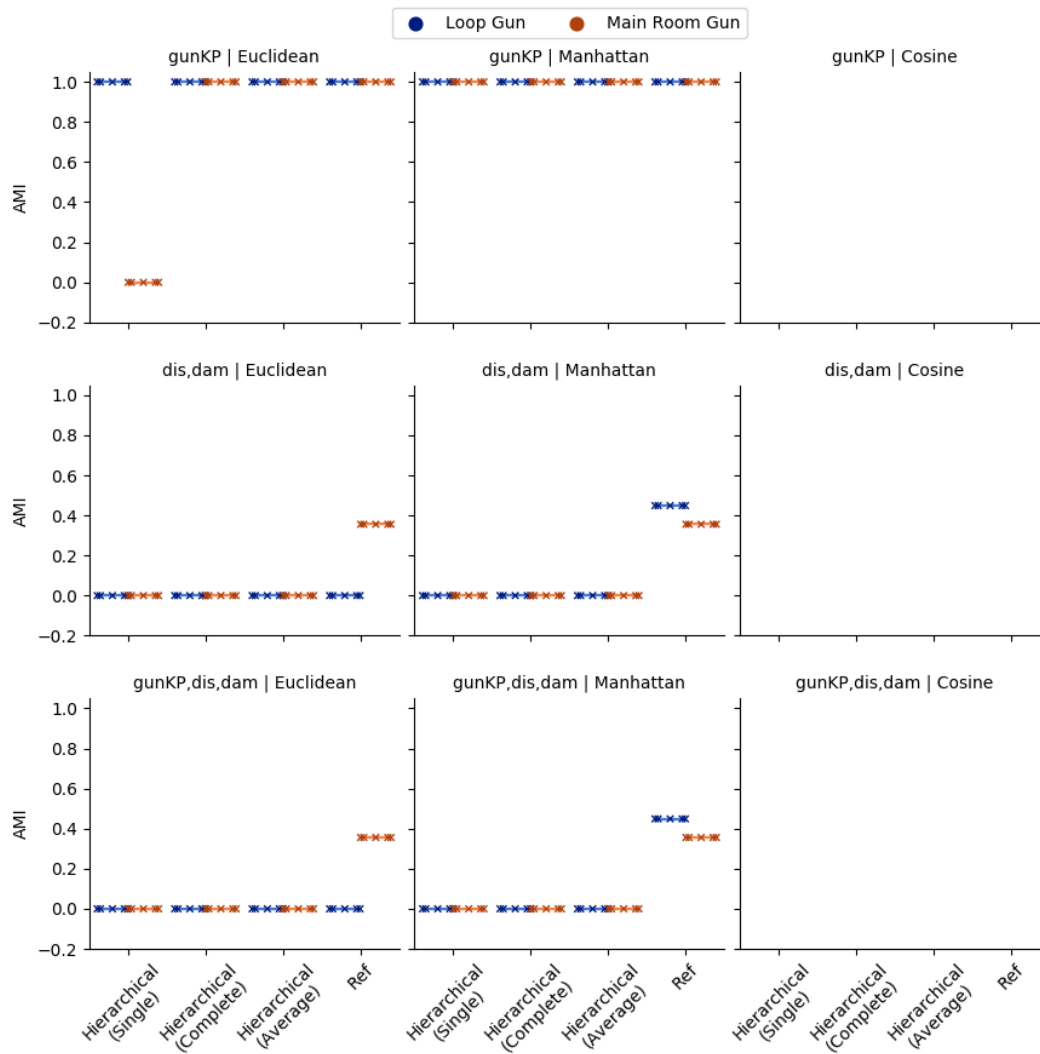 Loop Gun Main Room Gun
gunKP | Euclidean gunKP | Manhattan gunKP | Cosine
1.0
0.8
0.6
0.4
0.2
0.0
−0.2
AMI
dis,dam | Euclidean dis,dam | Manhattan dis,dam | Cosine
1.0
0.8
0.6
0.4
0.2
0.0
−0.2
AMI
gunKP,dis,dam | Euclidean gunKP,dis,dam | Manhattan gunKP,dis,dam | Cosine
1.0
0.8
0.6
0.4
0.2
0.0
−0.2
AMI
Hierarchical
(Single)
Hierarchical
(Complete)
Hierarchical
(Average)
Ref
Hierarchical
(Single)
Hierarchical
(Complete)
Hierarchical
(Average)
Ref
Hierarchical
(Single)
Hierarchical
(Complete)
Hierarchical
(Average)
Ref